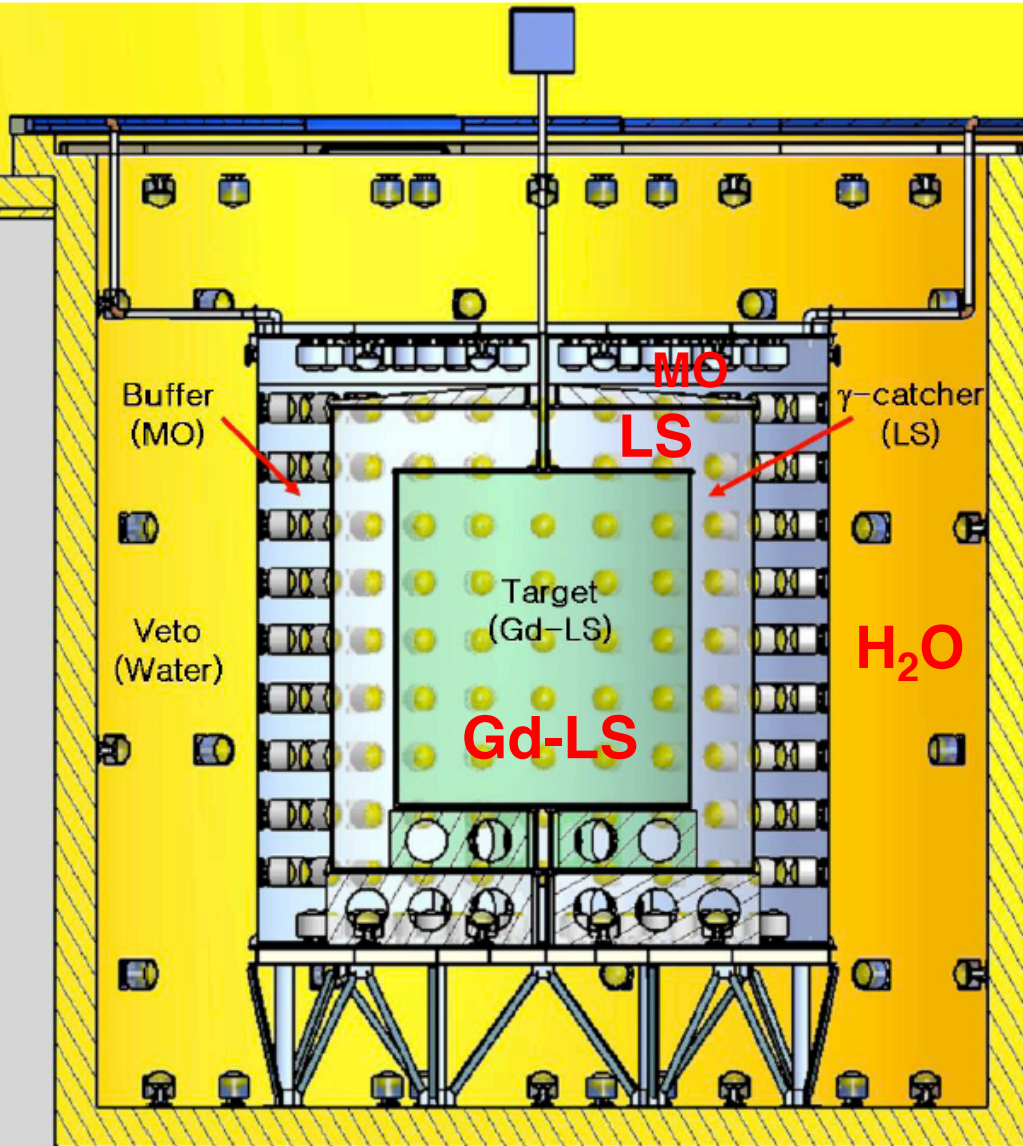 MO
Buffer
(MO)
γ-catcher
(LS)
LS
Target
(Gd-LS)
Veto
(Water)
H₂O
Gd-LS